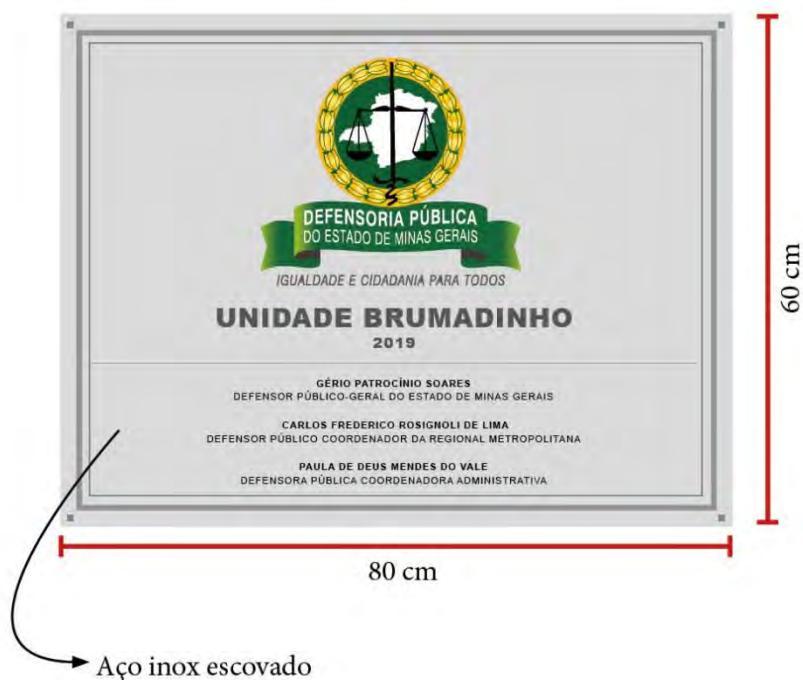 DEFENSORIA PÚBLICA
DO ESTADO DE MINAS GERAIS
IGUALDADE E CIDADANIA PARA TODOS
UNIDADE BRUMADINHO
2019
GÉRIO PATROCÍNIO SOARES
DEFENSOR PÚBLICO-GERAL DO ESTADO DE MINAS GERAIS
CARLOS FREDERICO ROSIGNOLI DE LIMA
DEFENSOR PÚBLICO COORDENADOR DA REGIONAL METROPOLITANA
PAULA DE DEUS MENDES DO VALE
DEFENSORA PÚBLICA COORDENADORA ADMINISTRATIVA
60 cm
80 cm
Aço inox escovado